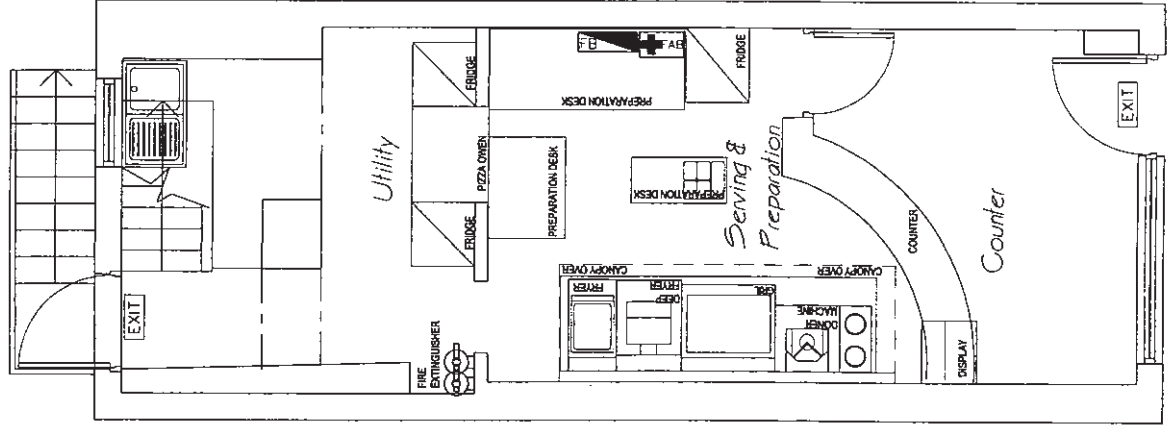 EXIT
FIRE
EXTINGUISHER
Utility
FRIDGE
PIZZA OWEN
FRIDGE
PREPARATION DESK
FB
FAB
PREPARATION DESK
FRIDGE
PREPARATION DESK
Serving &
Preparation
CANOPY OVER
CANOPY OVER
FRYER
DEEP
FRYER
GRILL
DONER
MACHINE
COUNTER
DISPLAY
Counter
EXIT